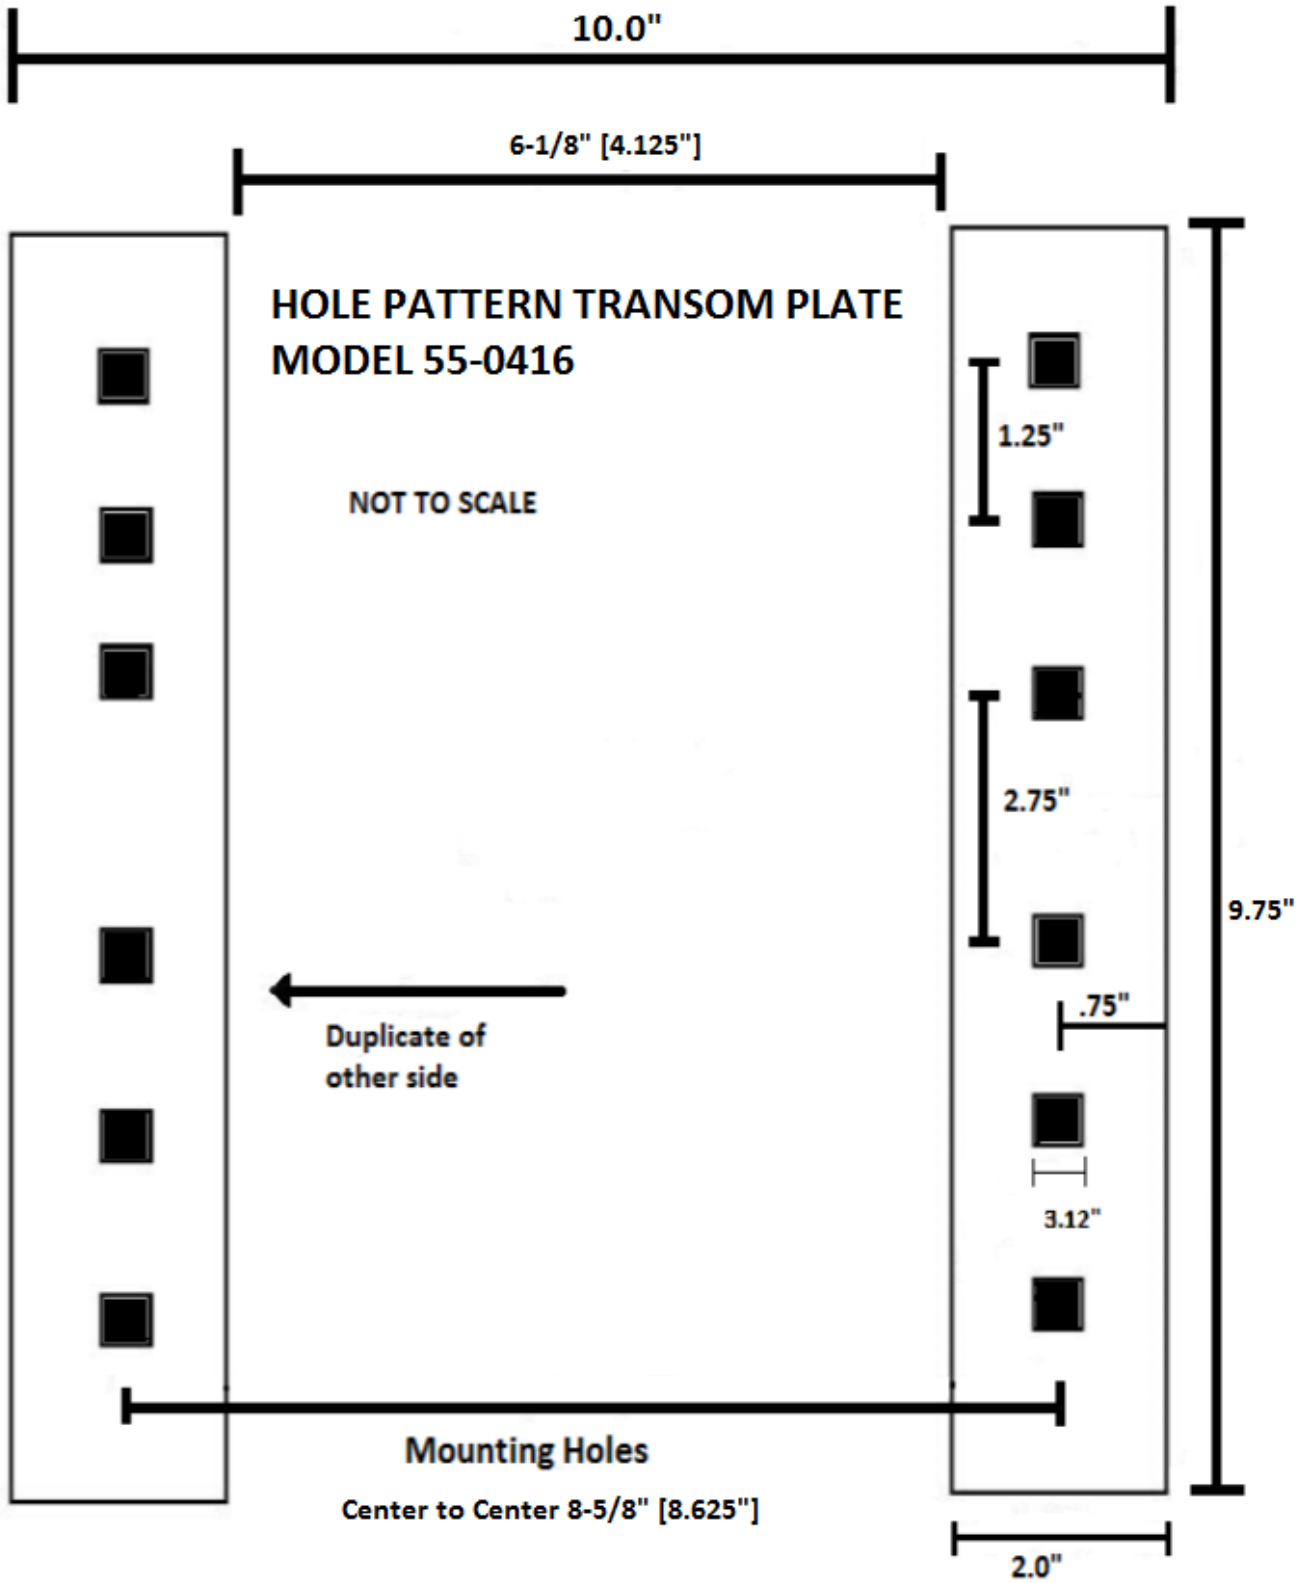 10.0"
6-1/8" [4.125"]
HOLE PATTERN TRANSOM PLATE
MODEL 55-0416
1.25"
NOT TO SCALE
2.75"
9.75"
.75"
Duplicate of
other side
3.12"
Mounting Holes
Center to Center 8-5/8" [8.625"]
2.0"